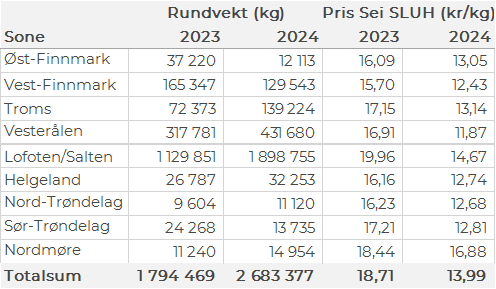 Rundvekt (kg) Pris Sei SLUH (kr/kg)
Sone 2023 2024 2023 2024
Øst-Finnmark 37 220 12 113 16,09 13,05
Vest-Finnmark 165 347 129 543 15,70 12,43
Troms 72 373 139 224 17,15 13,14
Vesterålen 317 781 431 680 16,91 11,87
Lofoten/Salten 1 129 851 1 898 755 19,96 14,67
Helgeland 26 787 32 253 16,16 12,74
Nord-Trøndelag 9 604 11 120 16,23 12,68
Sør-Trøndelag 24 268 13 735 17,21 12,81
Nordmøre 11 240 14 954 18,44 16,88
Totalsum 1 794 469 2 683 377 18,71 13,99